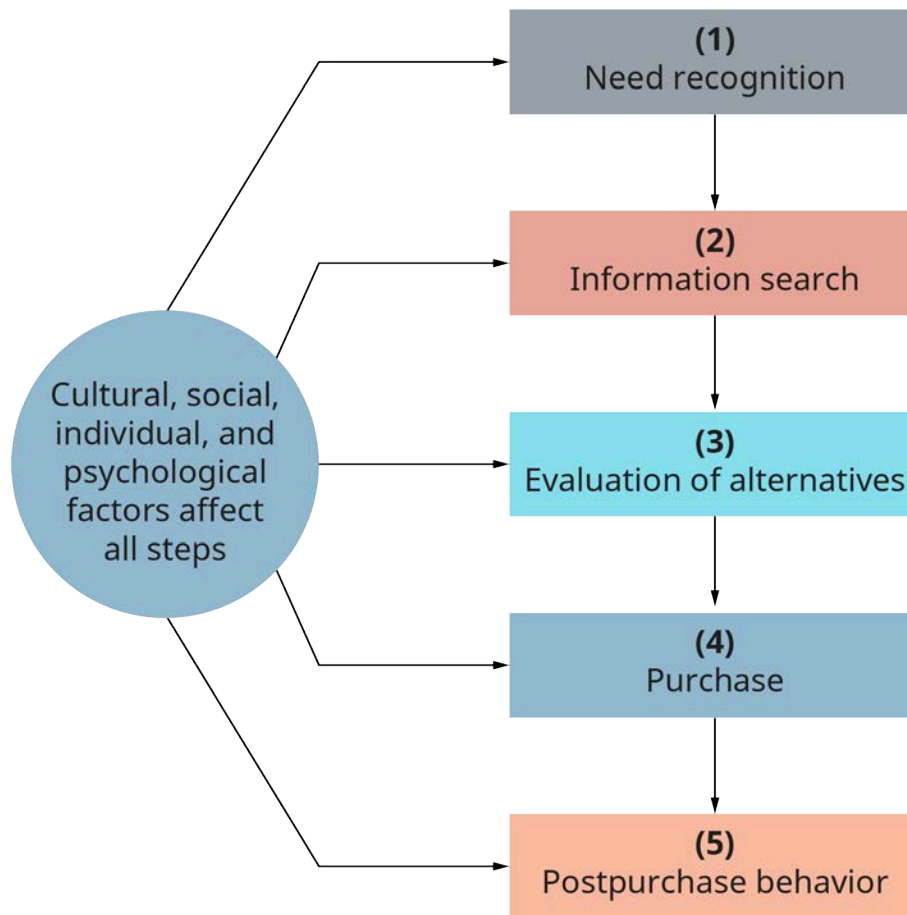 (1)
Need recognition
(2)
Information search
Cultural, social,
individual, and
psychological
factors affect
all steps
(3)
Evaluation of alternatives
(4)
Purchase
(5)
Postpurchase behavior